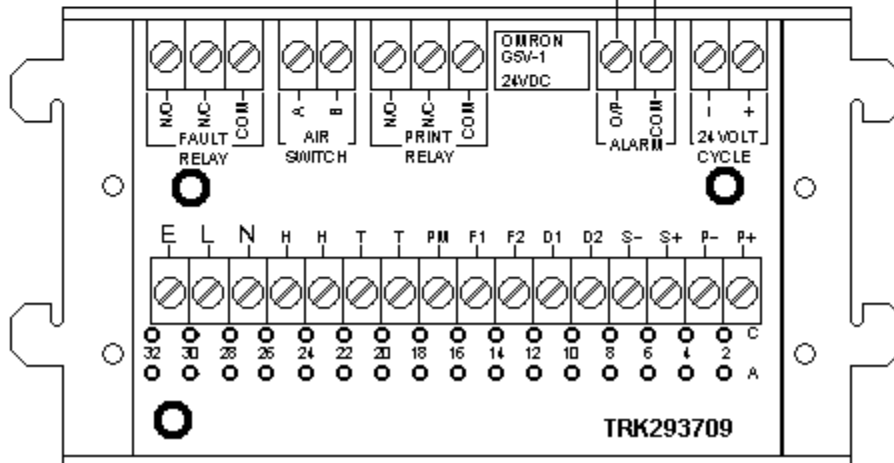 OMRON
G5V-1
24VDC
N/O N/C COM
A B
N/O N/C COM
O/P COM
- +
FAULT
RELAY
AIR
SWITCH
PRINT
RELAY
ALARM
24 VOLT
CYCLE
E L N H H T T PM F1 F2 D1 D2 S- S+ P- P+
C
32 30 28 26 24 22 20 18 16 14 12 10 8 6 4 2
A
TRK293709